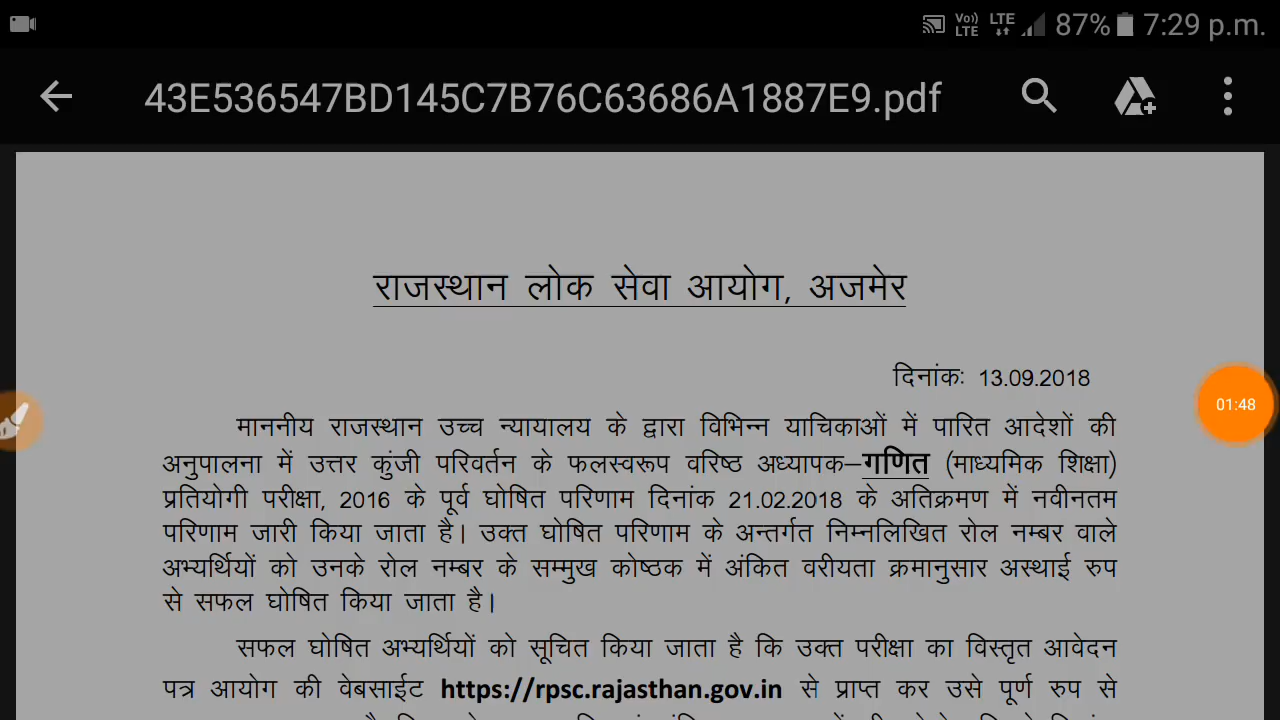 Vo)) LTE LTE 87% 7:29 p.m.
43E536547BD145C7B76C63686A1887E9.pdf
राजस्थान लोक सेवा आयोग, अजमेर
दिनांकः 13.09.2018
माननीय राजस्थान उच्च न्यायालय के द्वारा विभिन्न याचिकाओं में पारित आदेशों की
अनुपालना में उत्तर कुंजी परिवर्तन के फलस्वरूप वरिष्ठ अध्यापक–गणित (माध्यमिक शिक्षा)
प्रतियोगी परीक्षा, 2016 के पूर्व घोषित परिणाम दिनांक 21.02.2018 के अतिक्रमण में नवीनतम
परिणाम जारी किया जाता है। उक्त घोषित परिणाम के अन्तर्गत निम्नलिखित रोल नम्बर वाले
अभ्यर्थियों को उनके रोल नम्बर के सम्मुख कोष्ठक में अंकित वरीयता क्रमानुसार अस्थाई रुप
से सफल घोषित किया जाता है।
01:48
सफल घोषित अभ्यर्थियों को सूचित किया जाता है कि उक्त परीक्षा का विस्तृत आवेदन
पत्र आयोग की वेबसाईट https://rpsc.rajasthan.gov.in से प्राप्त कर उसे पूर्ण रुप से